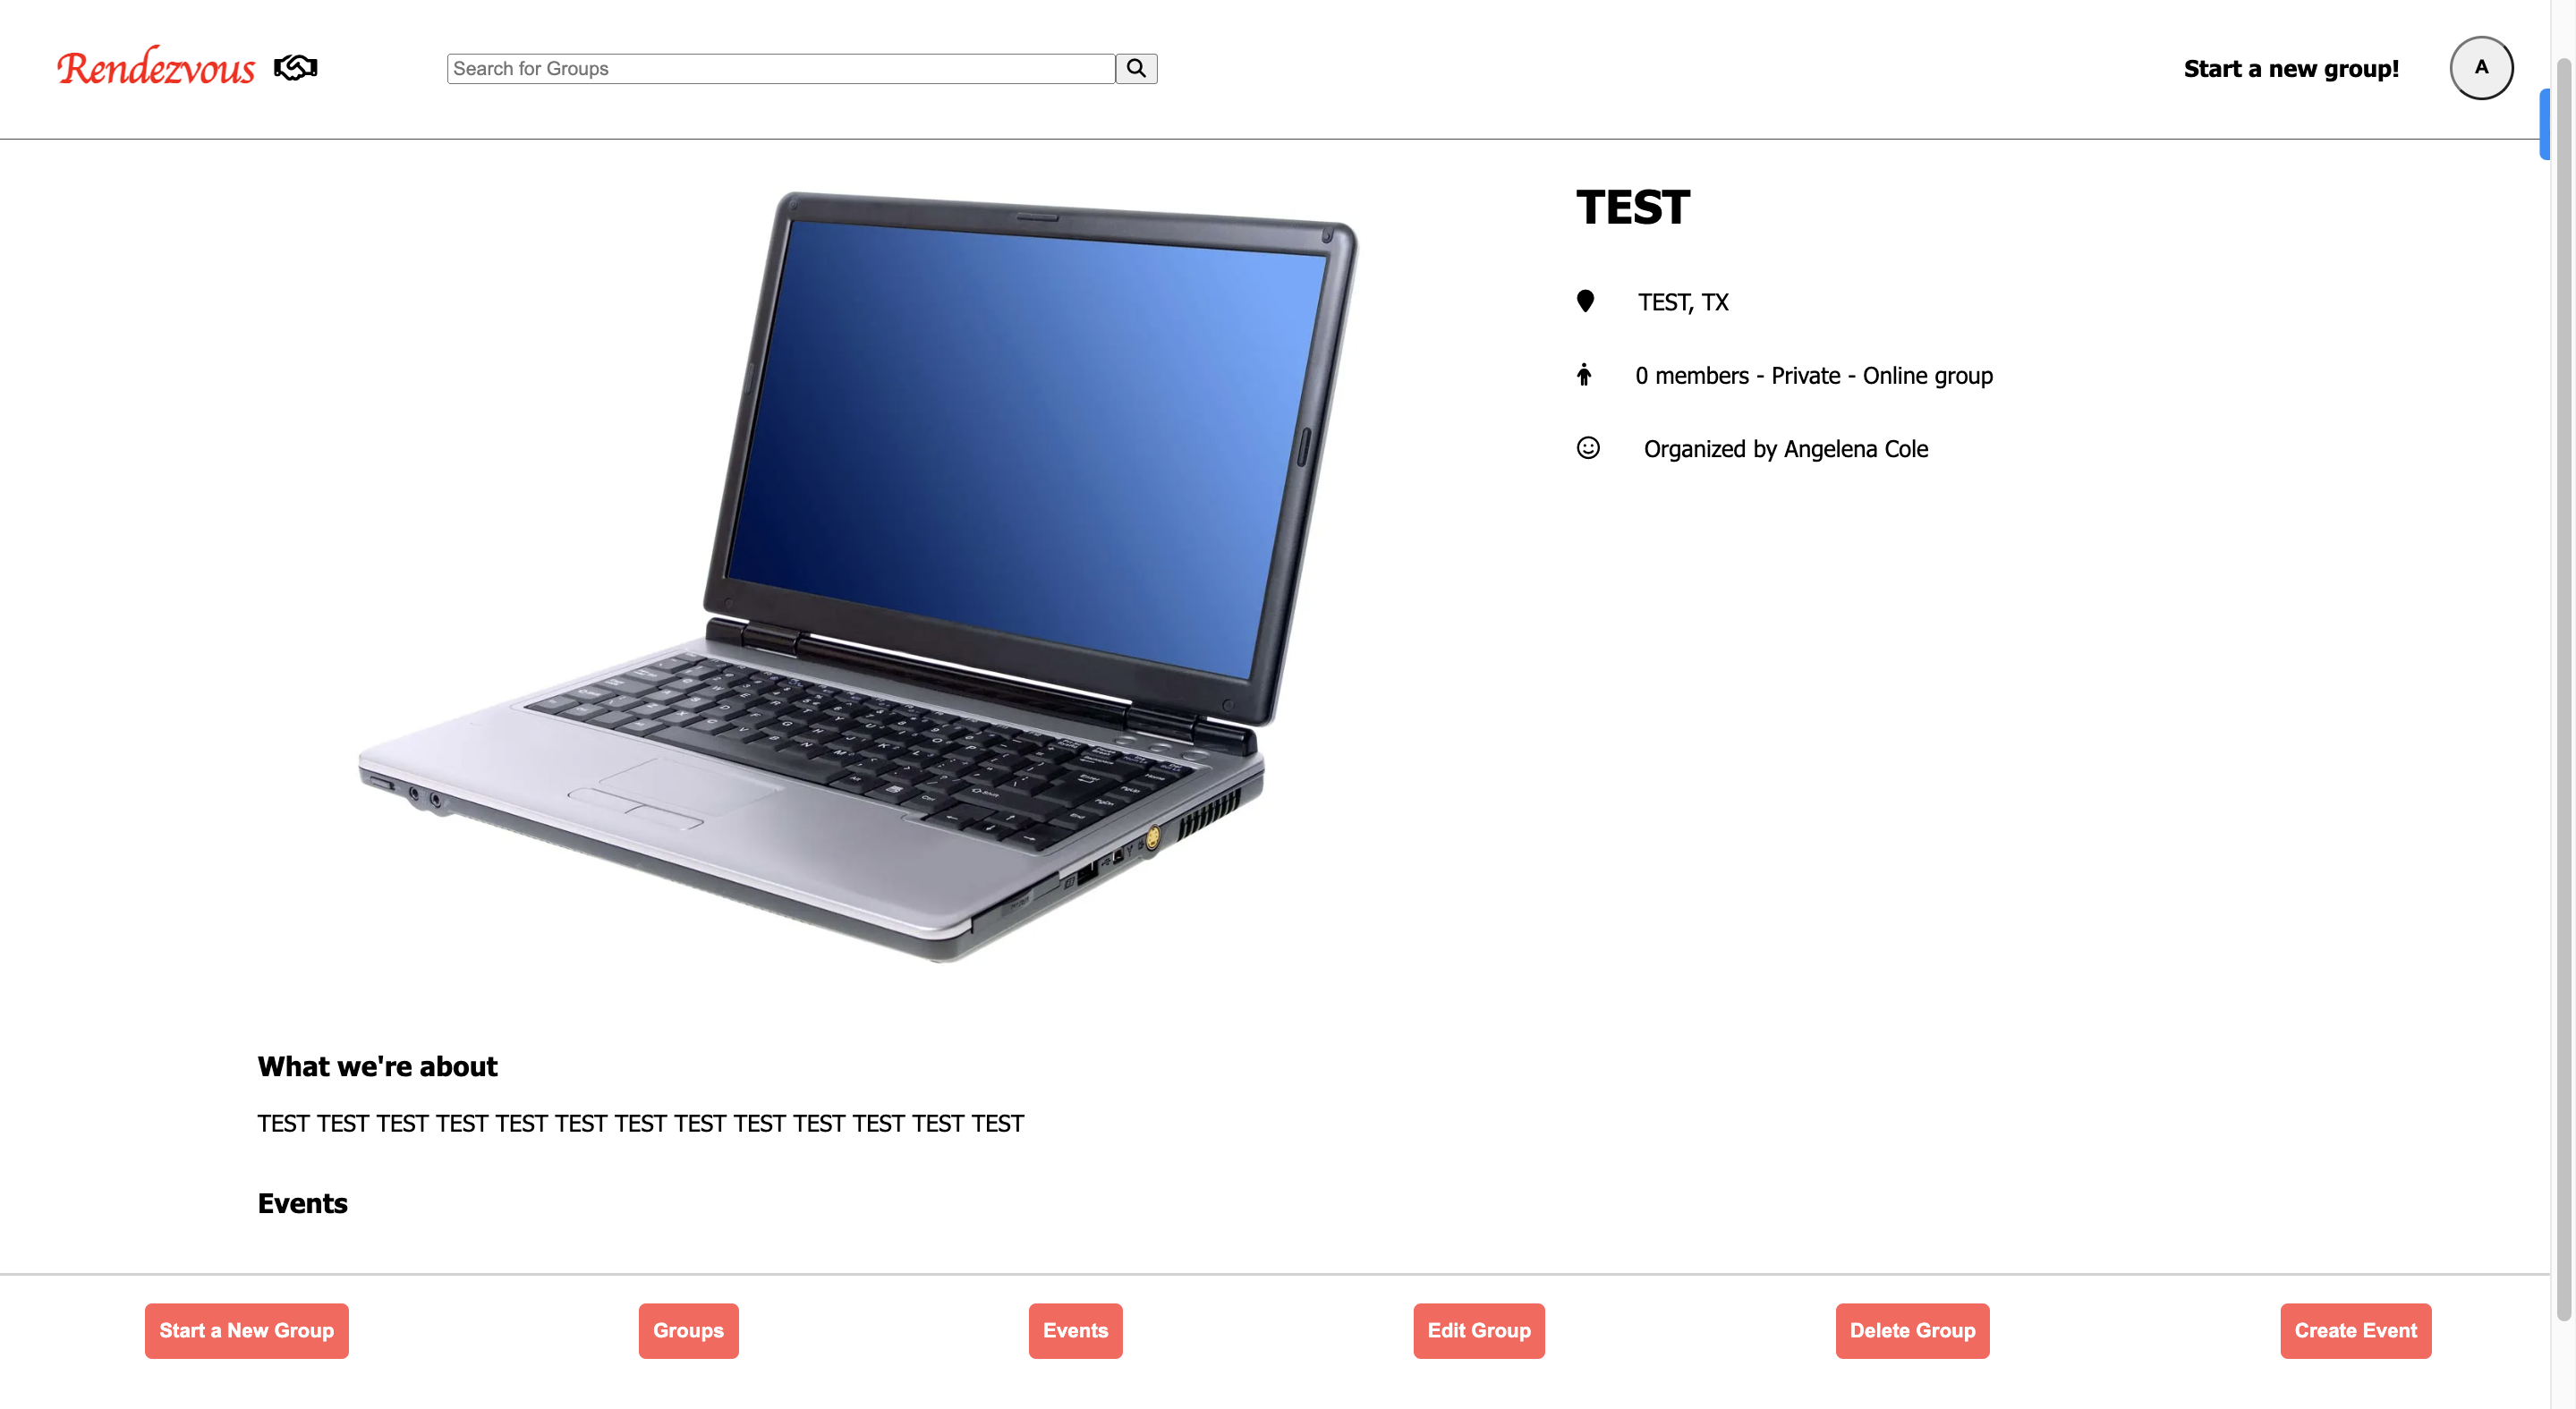 Rendezvous
Search for Groups
Start a new group!
A
TEST
TEST, TX
0 members - Private - Online group
Organized by Angelena Cole
What we're about
TEST TEST TEST TEST TEST TEST TEST TEST TEST TEST TEST TEST TEST
Events
Start a New Group
Groups
Events
Edit Group
Delete Group
Create Event